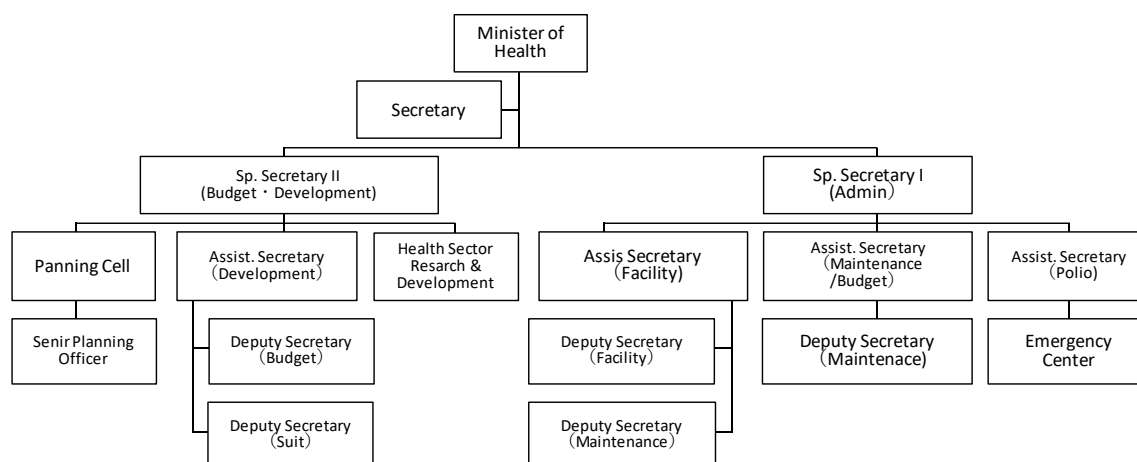 Minister of
Health
Secretary
Sp. Secretary II
(Budget・Development)
Sp. Secretary I
(Admin）
Panning Cell
Assist. Secretary
（Development）
Health Sector
Resarch &
Development
Assis Secretary
（Facility)
Assist. Secretary
（Maintenance
/Budget）
Assist. Secretary
（Polio)
Senir Planning
Officer
Deputy Secretary
（Budget）
Deputy Secretary
（Facility）
Deputy Secretary
（Maintenace)
Emergency
Center
Deputy Secretary
（Suit）
Deputy Secretary
（Maintenance）